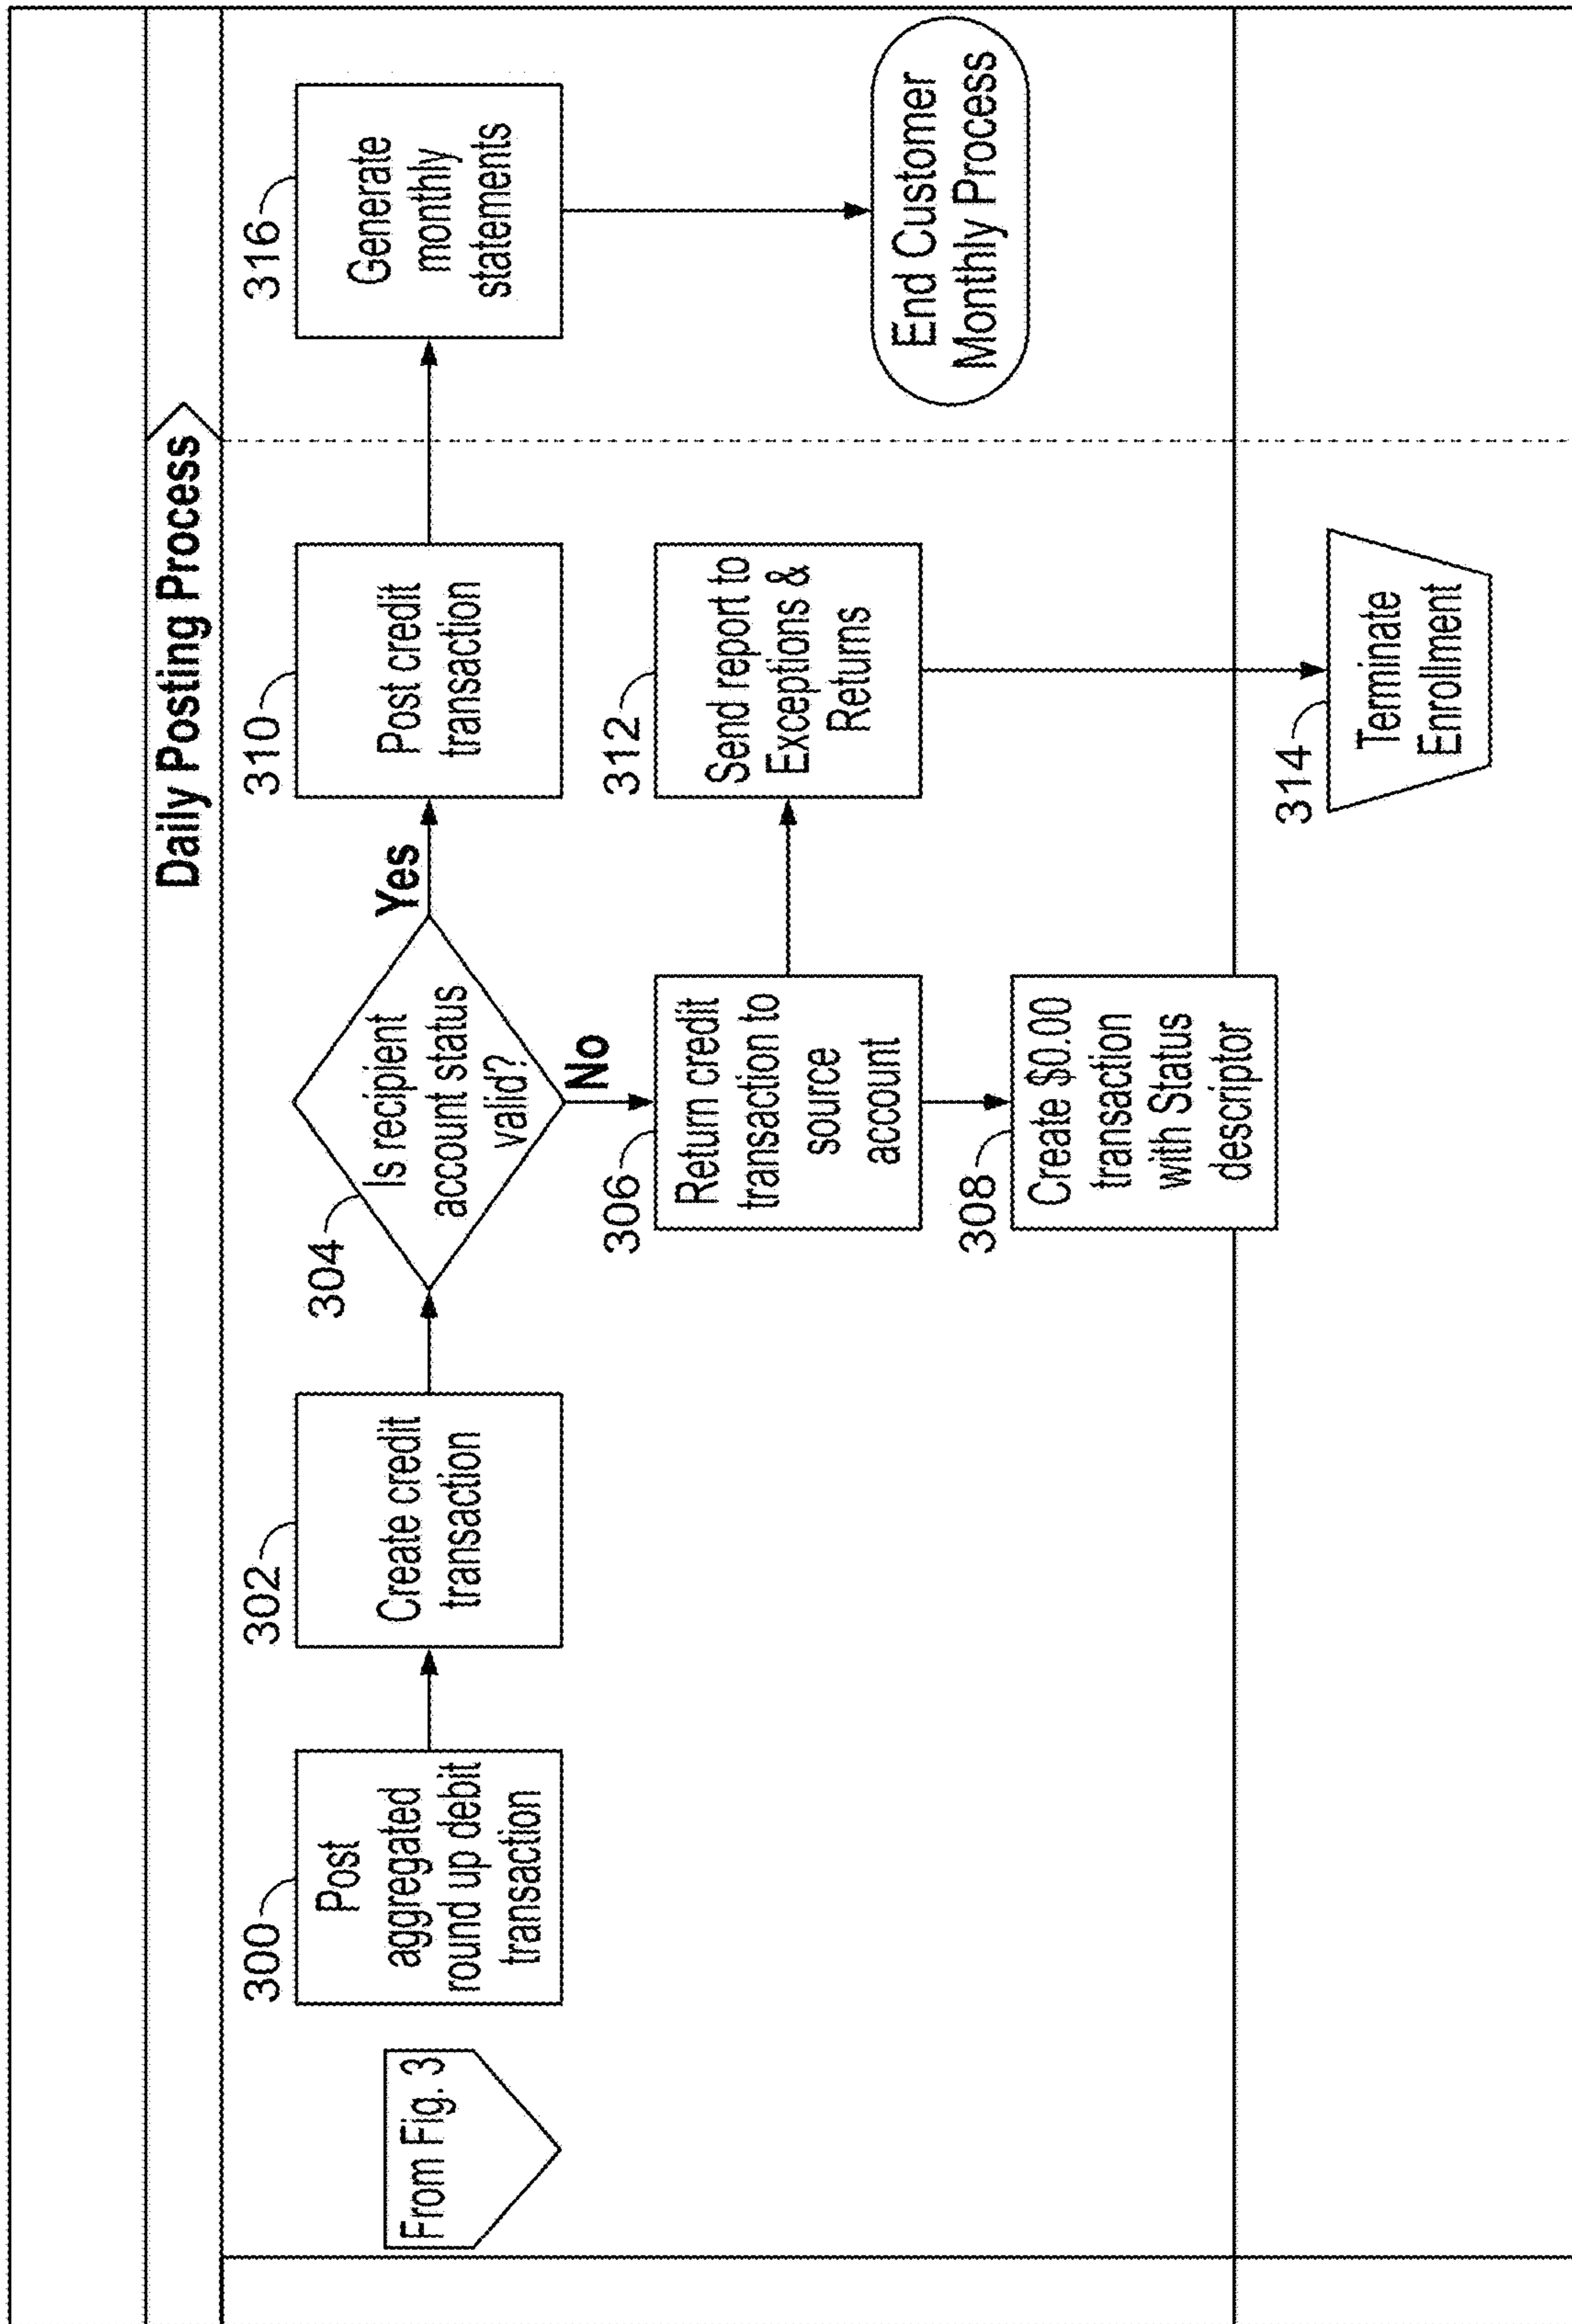 Daily Posting Process
From Fig. 3
300
Post
aggregated
round up debit
transaction
302
Create credit
transaction
304
Is recipient
account status
valid?
Yes
No
310
Post credit
transaction
316
Generate
monthly
statements
306
Return credit
transaction to
source
account
312
Send report to
Exceptions &
Returns
End Customer
Monthly Process
308
Create $0.00
transaction
with Status
descriptor
314
Terminate
Enrollment